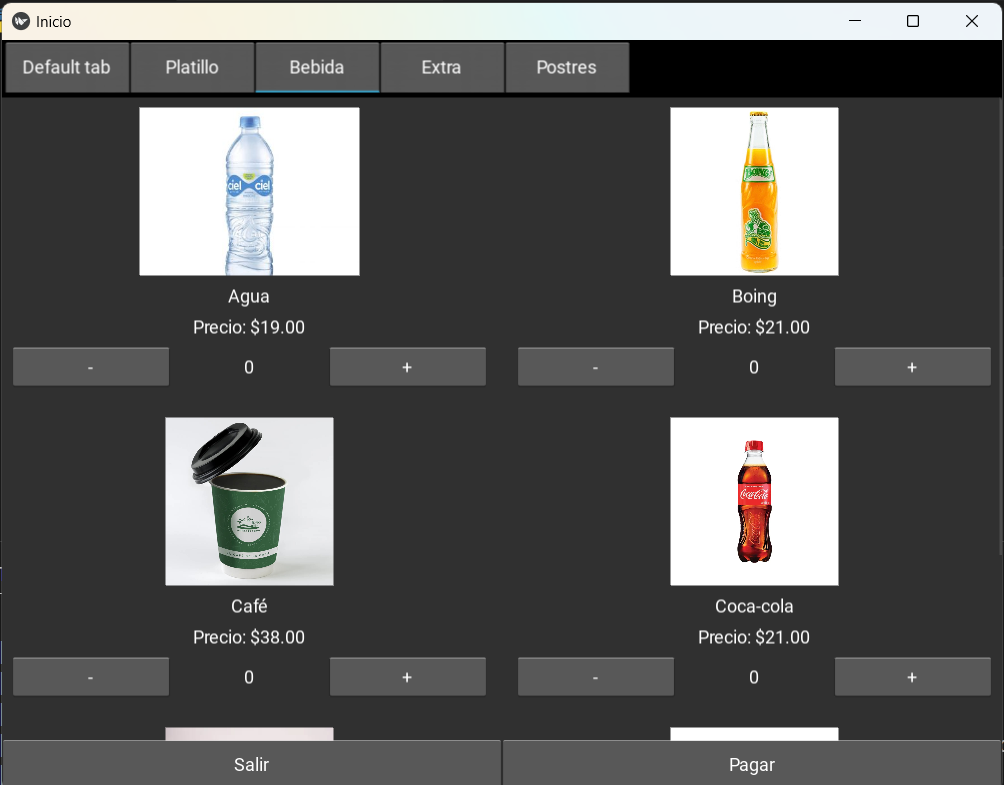 Inicio
Default tab
Platillo
Bebida
Extra
Postres
ciel ciel
Boing
Agua
Boing
Precio: $19.00
Precio: $21.00
-
0
+
-
0
+
Coca-Cola
Café
Coca-cola
Precio: $38.00
Precio: $21.00
-
0
+
-
0
+
Salir
Pagar